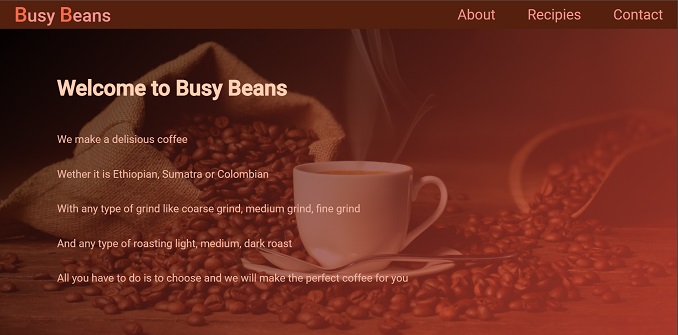 Busy Beans
About Recipies Contact
Welcome to Busy Beans
We make a delisious coffee
Wether it is Ethiopian, Sumatra or Colombian
With any type of grind like coarse grind, medium grind, fine grind
And any type of roasting light, medium, dark roast
All you have to do is to choose and we will make the perfect coffee for you